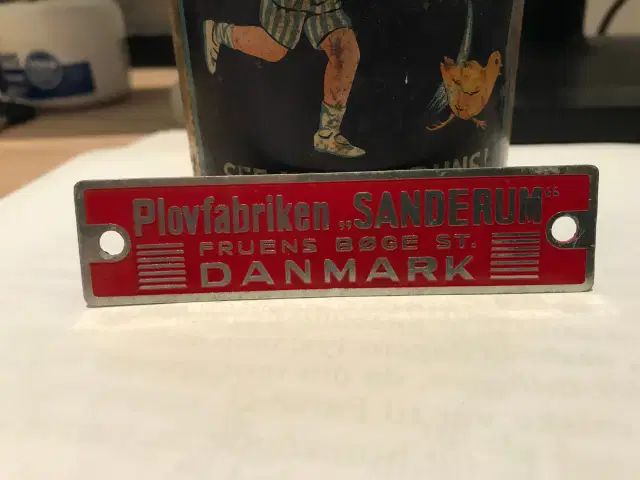 Plovfabriken „SANDERUM“
FRUENS BØGE ST.
DANMARK